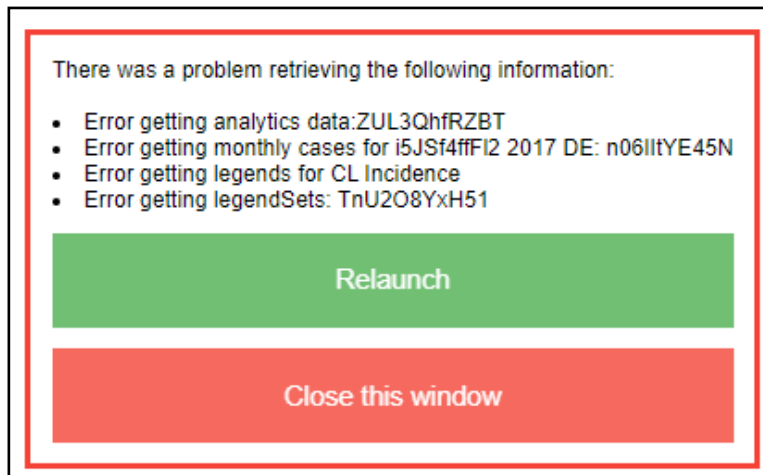 There was a problem retrieving the following information:
• Error getting analytics data:ZUL3QhfRZBT
• Error getting monthly cases for i5JSf4ffFI2 2017 DE: n06IItYE45N
• Error getting legends for CL Incidence
• Error getting legendSets: TnU2O8YxH51
Relaunch
Close this window